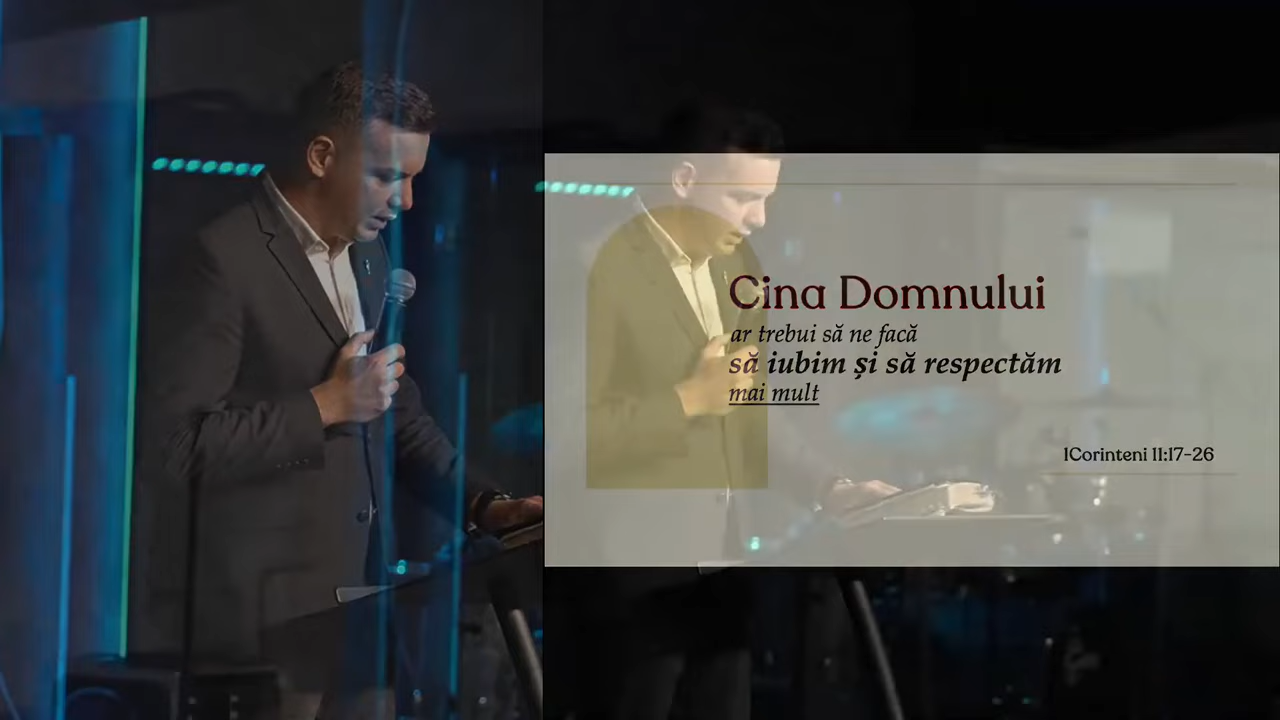 Cina Domnului
ar trebui să ne facă
să iubim și să respectăm
mai mult
1Corinteni 11:17-26